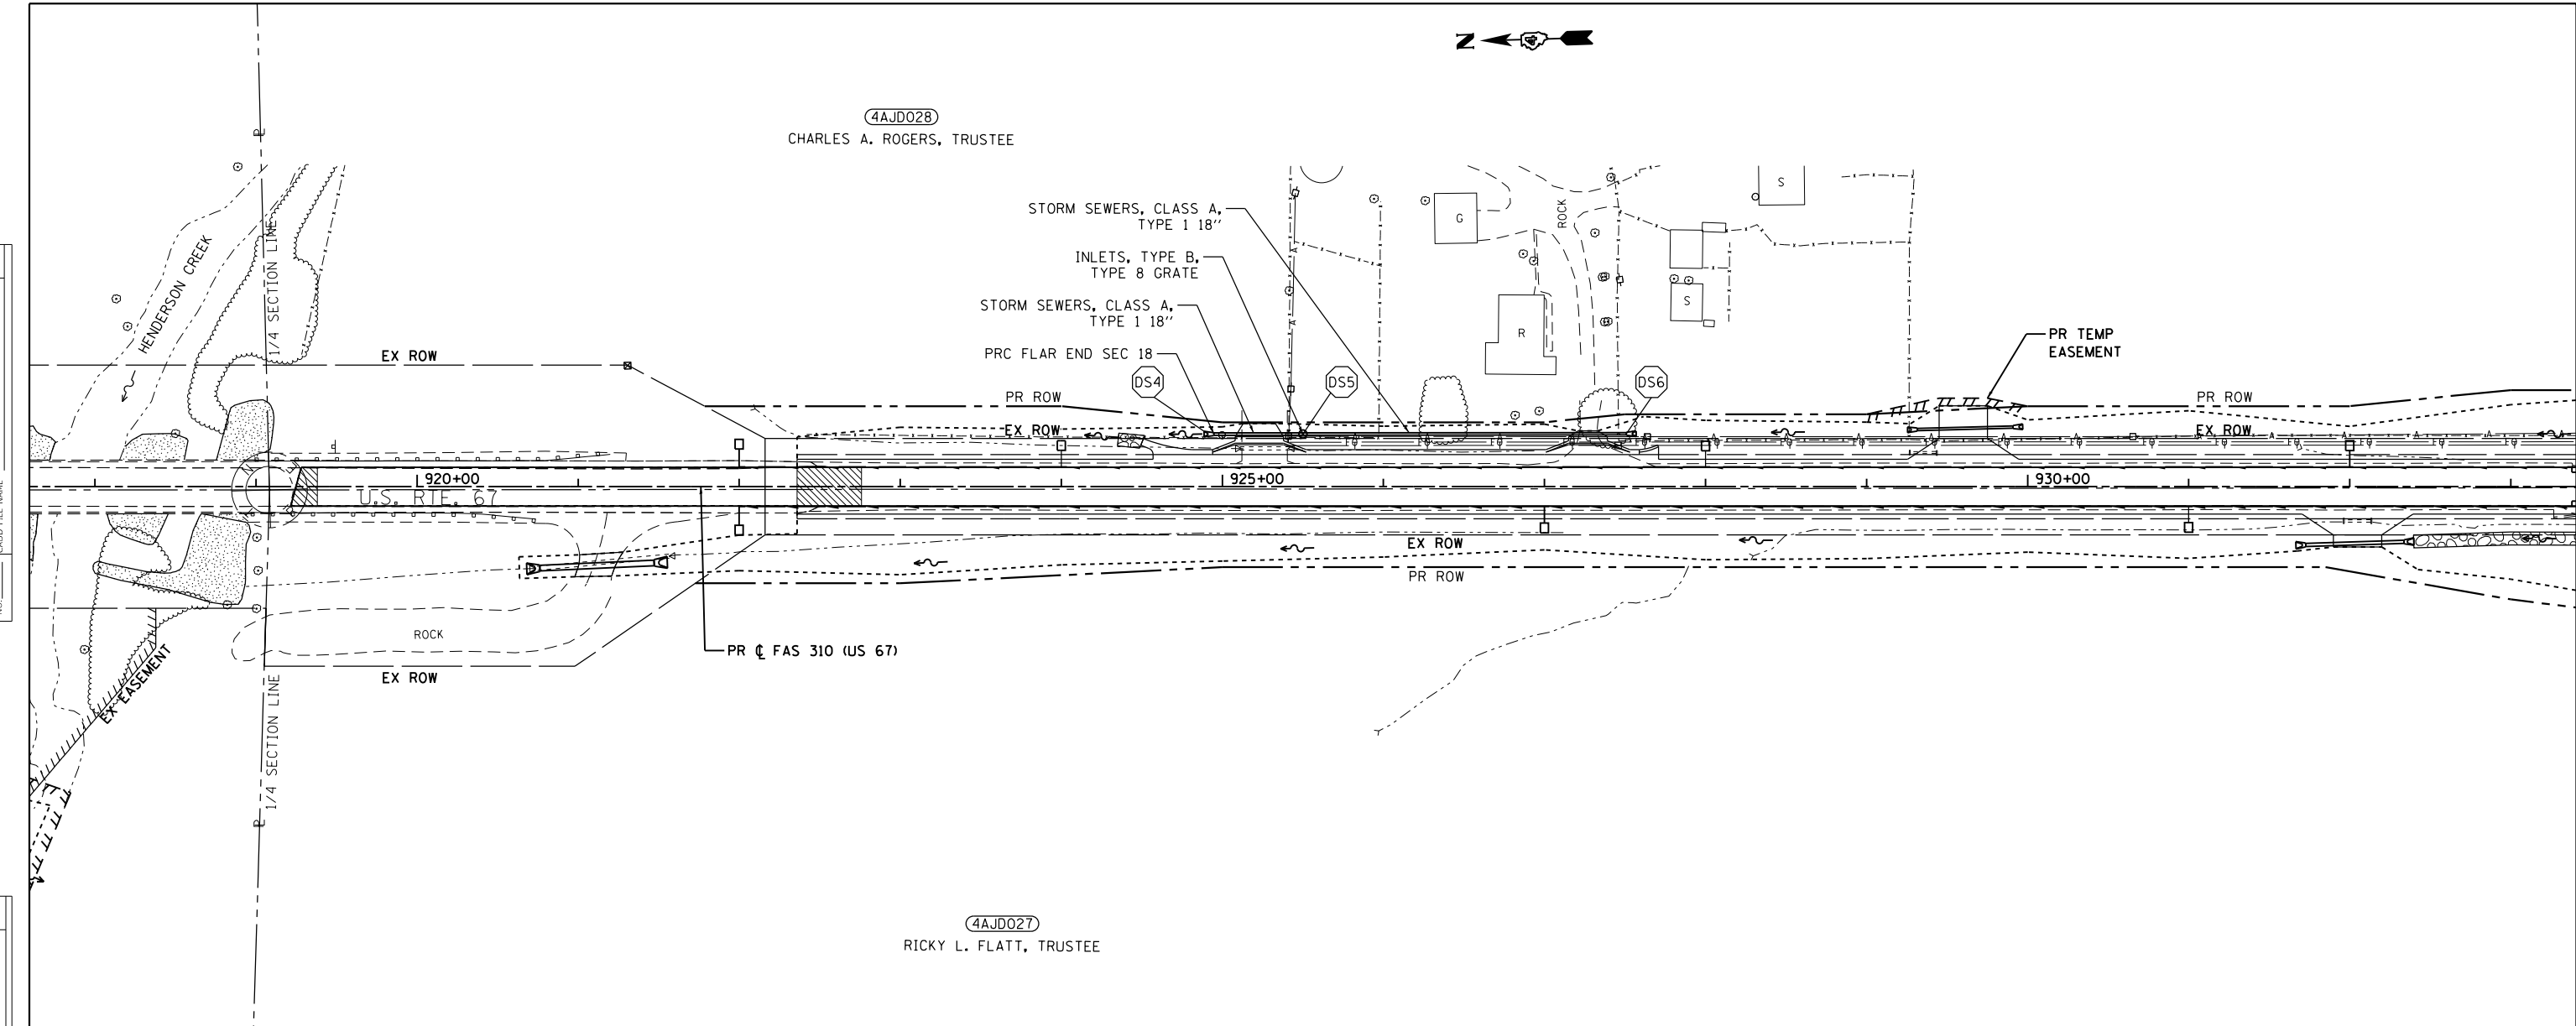 N
4AJD028
CHARLES A. ROGERS, TRUSTEE
STORM SEWERS, CLASS A,
TYPE 1 18"
INLETS, TYPE B,
TYPE 8 GRATE
STORM SEWERS, CLASS A,
TYPE 1 18"
PRC FLAR END SEC 18
DS4
DS5
DS6
G
R
S
S
ROCK
HENDERSON CREEK
1/4 SECTION LINE
PR TEMP
EASEMENT
EX ROW
PR ROW
EX ROW
PR ROW
EX ROW
920+00
925+00
930+00
U.S. RTE. 67
EX ROW
PR ROW
ROCK
EX ROW
PR ℄ FAS 310 (US 67)
EX EASEMENT
1/4 SECTION LINE
4AJD027
RICKY L. FLATT, TRUSTEE